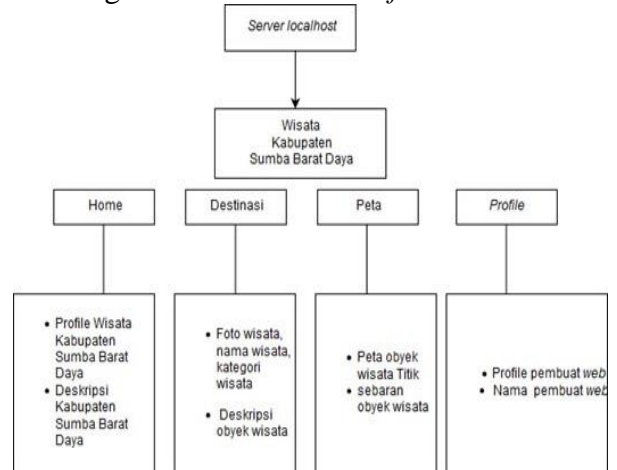 Server localhost
Wisata
Kabupaten
Sumba Barat Daya
Home
Destinasi
Peta
Profile
• Profile Wisata
Kabupaten
Sumba Barat
Daya
• Deskripsi
Kabupaten
Sumba Barat
Daya
• Foto wisata,
nama wisata,
kategori
wisata
• Deskripsi
obyek wisata
• Peta obyek
wisata Titik
• sebaran
obyek wisata
• Profile pembuat web
• Nama pembuat web